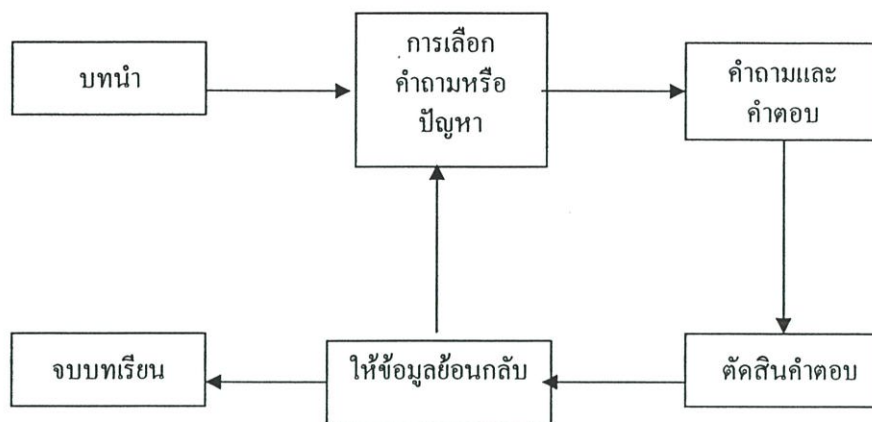 บทนำ
การเลือก
คำถามหรือ
ปัญหา
คำถามและ
คำตอบ
จบบทเรียน
ให้ข้อมูลย้อนกลับ
ตัดสินคำตอบ